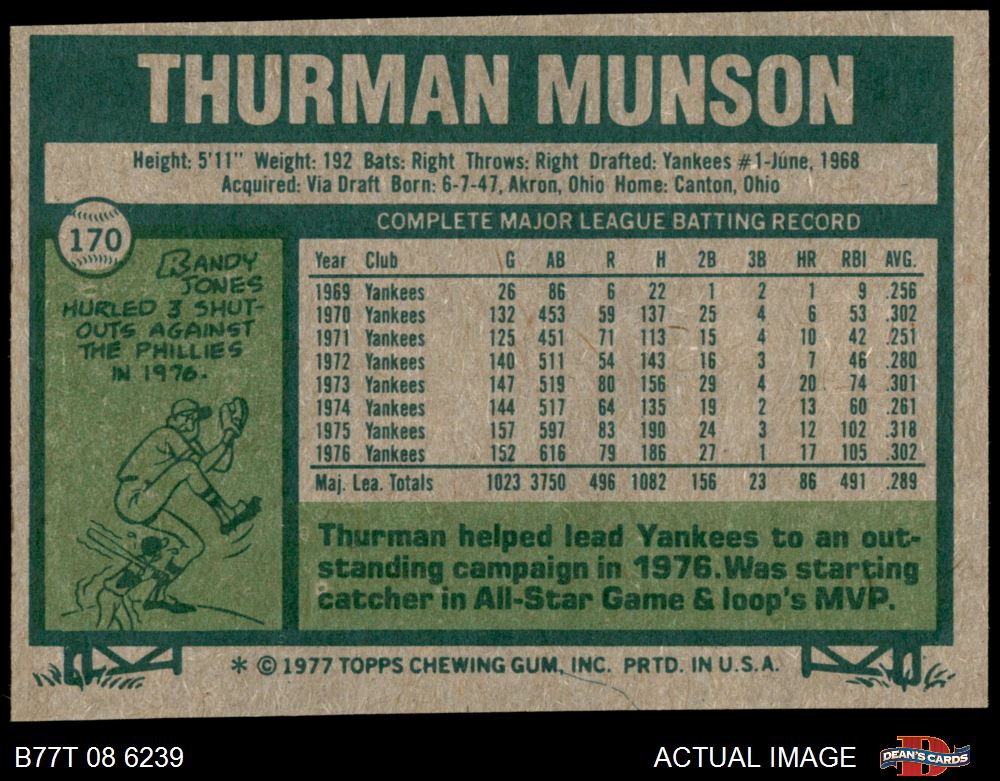 THURMAN MUNSON
Height: 5'11" Weight: 192 Bats: Right Throws: Right Drafted: Yankees #1-June, 1968
Acquired: Via Draft Born: 6-7-47, Akron, Ohio Home: Canton, Ohio
170
RANDY
JONES
HURLED 3 SHUT-
OUTS AGAINST
THE PHILLIES
IN 1976.
COMPLETE MAJOR LEAGUE BATTING RECORD
Year Club G AB R H 2B 3B HR RBI AVG.
1969 Yankees 26 86 6 22 1 2 1 9 .256
1970 Yankees 132 453 59 137 25 4 6 53 .302
1971 Yankees 125 451 71 113 15 4 10 42 .251
1972 Yankees 140 511 54 143 16 3 7 46 .280
1973 Yankees 147 519 80 156 29 4 20 74 .301
1974 Yankees 144 517 64 135 19 2 13 60 .261
1975 Yankees 157 597 83 190 24 3 12 102 .318
1976 Yankees 152 616 79 186 27 1 17 105 .302
Maj. Lea. Totals 1023 3750 496 1082 156 23 86 491 .289
Thurman helped lead Yankees to an out-
standing campaign in 1976. Was starting
catcher in All-Star Game & loop's MVP.
* © 1977 TOPPS CHEWING GUM, INC. PRTD. IN U.S.A.
B77T 08 6239
ACTUAL IMAGE
DEAN'S CARDS